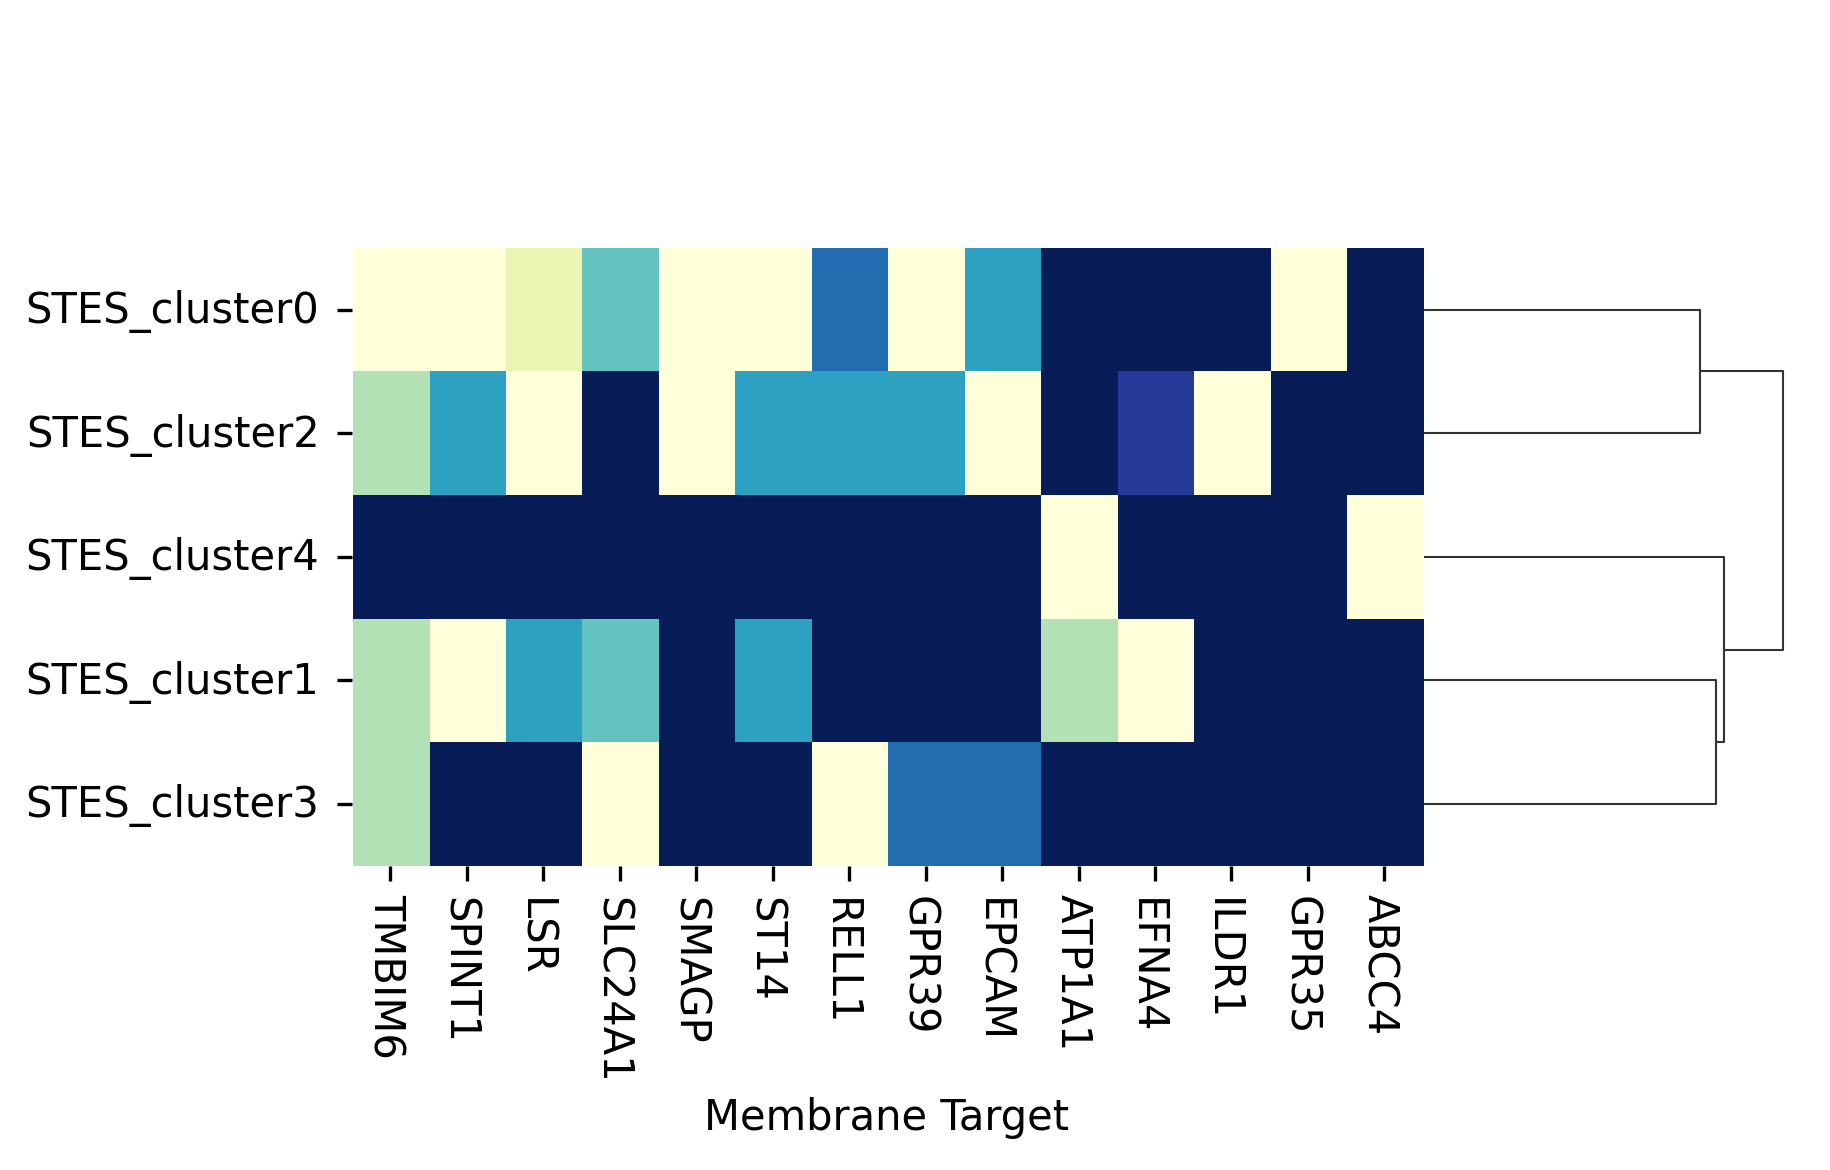 STES_cluster0
STES_cluster2
STES_cluster4
STES_cluster1
STES_cluster3
TMBIM6
SPINT1
LSR
SLC24A1
SMAGP
ST14
RELL1
GPR39
EPCAM
ATP1A1
EFNA4
ILDR1
GPR35
ABCC4
Membrane Target